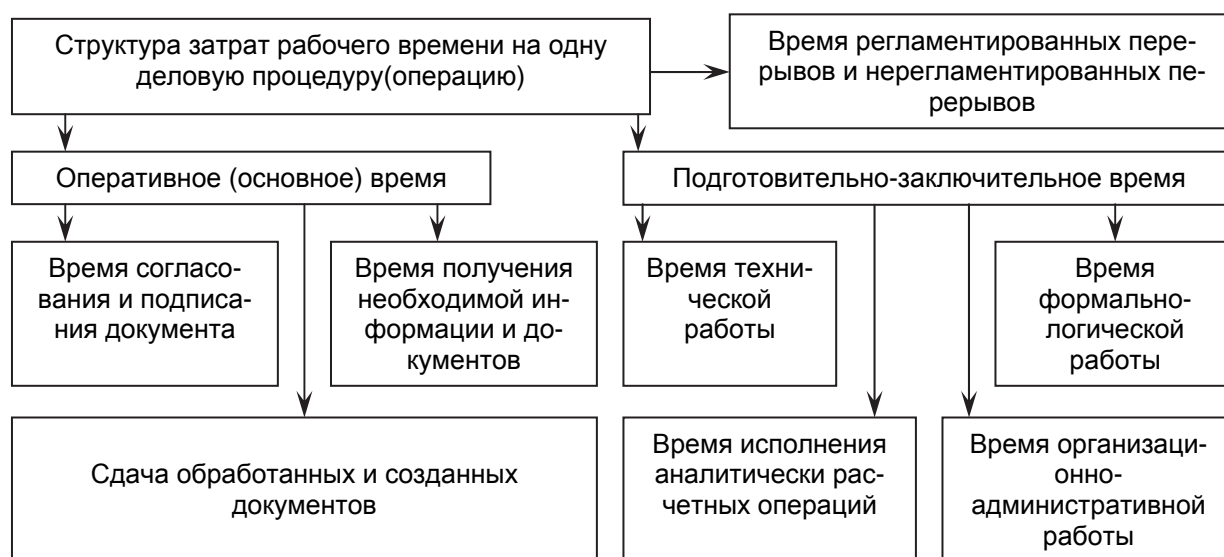 Структура затрат рабочего времени на одну
деловую процедуру(операцию)
Время регламентированных пере-
рывов и нерегламентированных пе-
рерывов
Оперативное (основное) время
Подготовительно-заключительное время
Время согласо-
вания и подписа-
ния документа
Время получения
необходимой ин-
формации и до-
кументов
Время техни-
ческой
работы
Время
формально-
логической
работы
Сдача обработанных и созданных
документов
Время исполнения
аналитически рас-
четных операций
Время организаци-
онно-
административной
работы